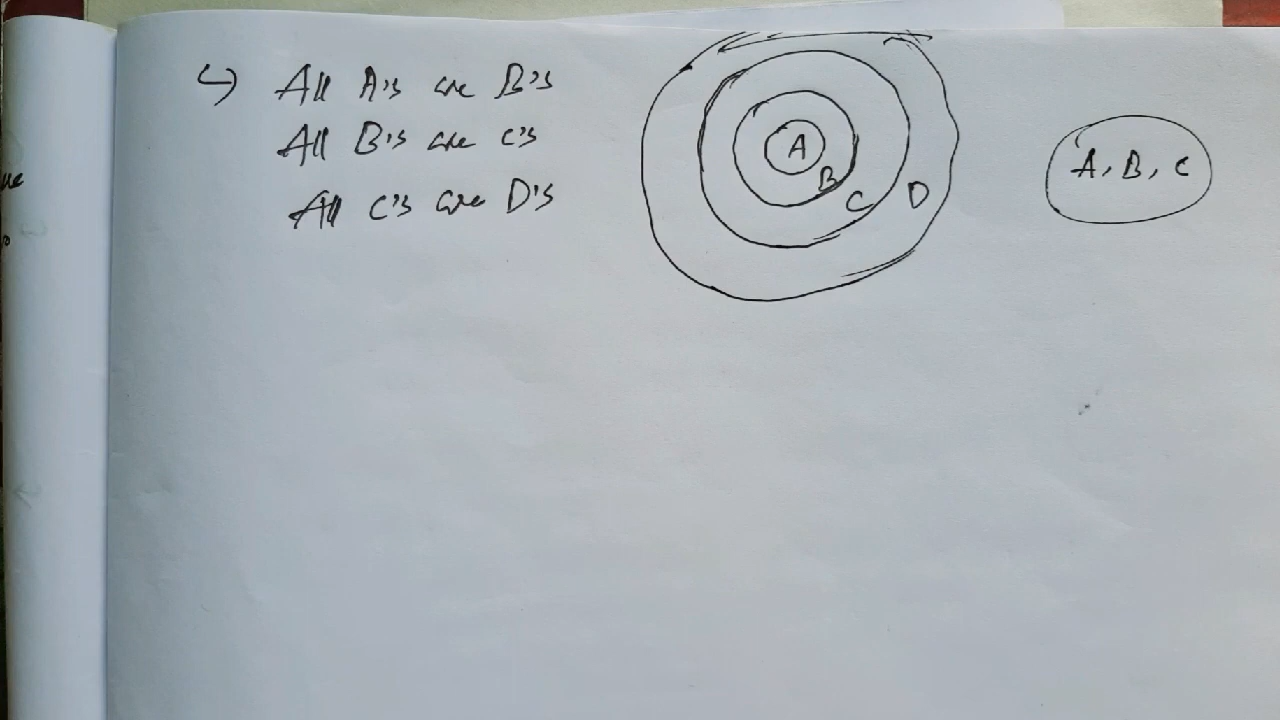 ↳ All A's are B's
All B's are C's
All C's are D's
A
B
C
D
A, B, C